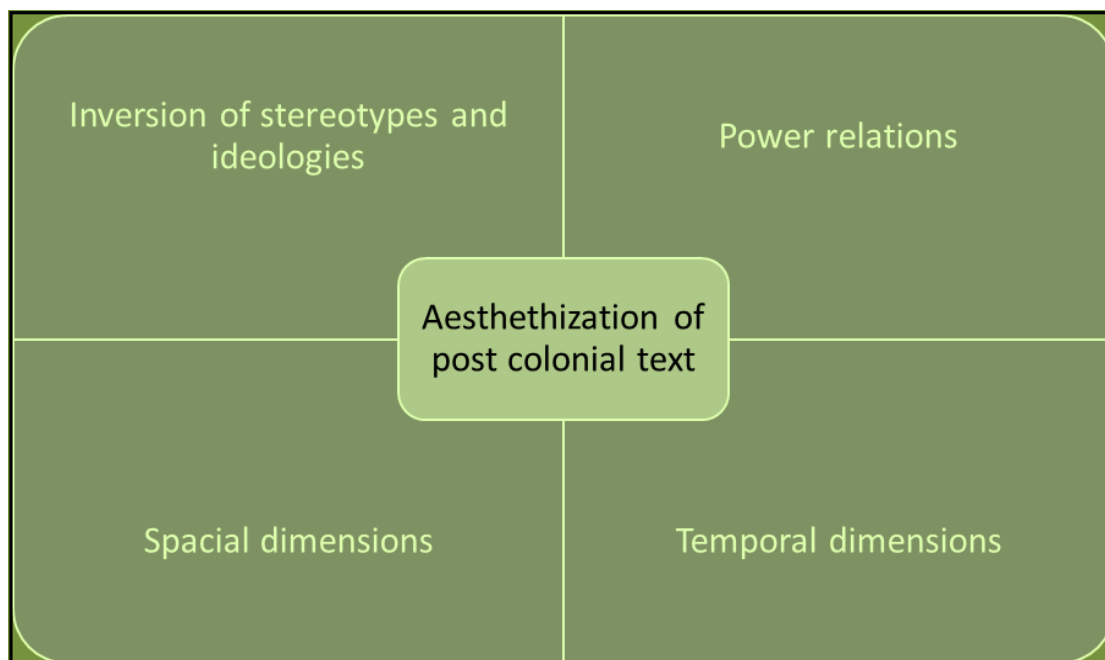 Inversion of stereotypes and
ideologies
Power relations
Aesthethization of
post colonial text
Spacial dimensions
Temporal dimensions